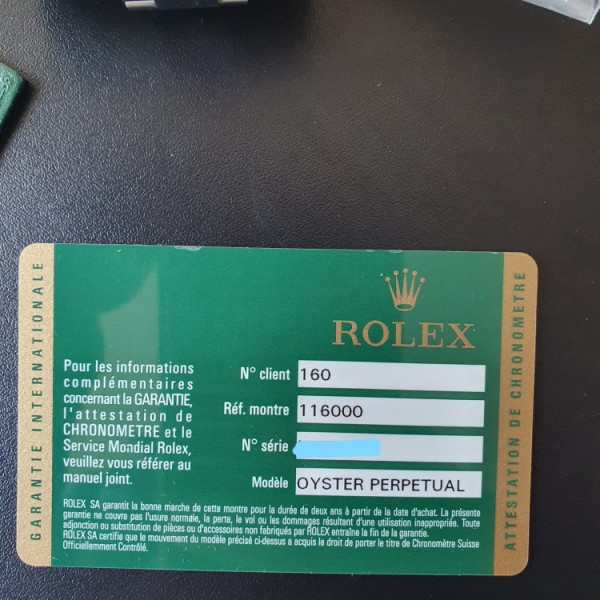 GARANTIE INTERNATIONALE
ROLEX
Pour les informations
complémentaires
concernant la GARANTIE,
l'attestation de
CHRONOMETRE et le
Service Mondial Rolex,
veuillez vous référer au
manuel joint.
N° client 160
Réf. montre 116000
N° série
Modèle OYSTER PERPETUAL
ROLEX SA garantit la bonne marche de cette montre pour la durée de deux ans à partir de la date d'achat. La présente
garantie ne couvre pas l'usure normale, la perte, le vol ou les dommages résultant d'une utilisation inappropriée. Toute
adjonction ou substitution de pièces ou d'accessoires non fabriqués par ROLEX entraîne la fin de la garantie.
ROLEX SA certifie que le mouvement du modèle précisé ci-dessus a acquis le droit de porter le titre de Chronomètre Suisse
Officiellement Contrôlé.
ATTESTATION DE CHRONOMETRE